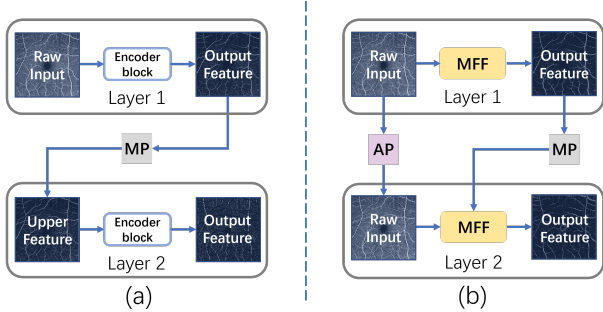 Raw
Input
Encoder
block
Output
Feature
Layer 1
MP
Upper
Feature
Encoder
block
Output
Feature
Layer 2
(a)
Raw
Input
MFF
Output
Feature
Layer 1
AP
MP
Raw
Input
MFF
Output
Feature
Layer 2
(b)